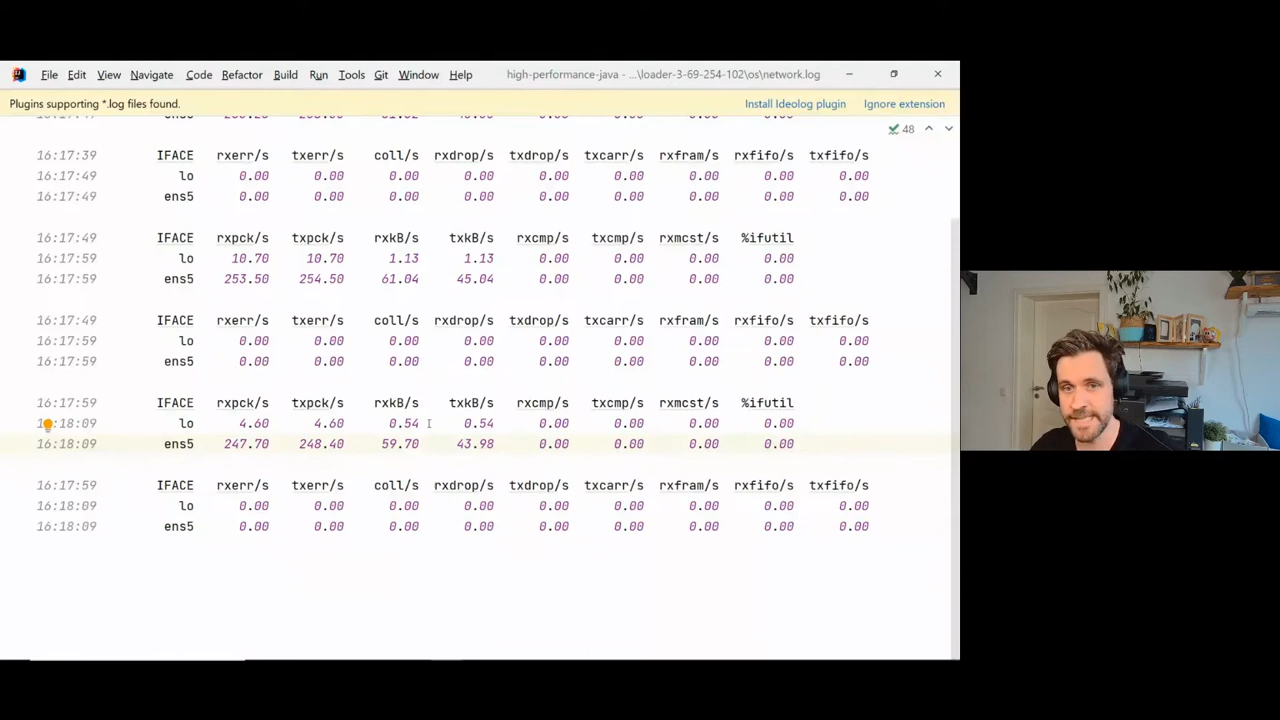 File Edit View Navigate Code Refactor Build Run Tools Git Window Help high-performance-java - ...\loader-3-69-254-102\os\network.log
Plugins supporting *.log files found. Install Ideolog plugin Ignore extension
48
16:17:39 IFACE rxerr/s txerr/s coll/s rxdrop/s txdrop/s txcarr/s rxfram/s rxfifo/s txfifo/s
16:17:49 lo 0.00 0.00 0.00 0.00 0.00 0.00 0.00 0.00 0.00
16:17:49 ens5 0.00 0.00 0.00 0.00 0.00 0.00 0.00 0.00 0.00
16:17:49 IFACE rxpck/s txpck/s rxkB/s txkB/s rxcmp/s txcmp/s rxmcst/s %ifutil
16:17:59 lo 10.70 10.70 1.13 1.13 0.00 0.00 0.00 0.00
16:17:59 ens5 253.50 254.50 61.04 45.04 0.00 0.00 0.00 0.00
16:17:49 IFACE rxerr/s txerr/s coll/s rxdrop/s txdrop/s txcarr/s rxfram/s rxfifo/s txfifo/s
16:17:59 lo 0.00 0.00 0.00 0.00 0.00 0.00 0.00 0.00 0.00
16:17:59 ens5 0.00 0.00 0.00 0.00 0.00 0.00 0.00 0.00 0.00
16:17:59 IFACE rxpck/s txpck/s rxkB/s txkB/s rxcmp/s txcmp/s rxmcst/s %ifutil
:18:09 lo 4.60 4.60 0.54 0.54 0.00 0.00 0.00 0.00
16:18:09 ens5 247.70 248.40 59.70 43.98 0.00 0.00 0.00 0.00
16:17:59 IFACE rxerr/s txerr/s coll/s rxdrop/s txdrop/s txcarr/s rxfram/s rxfifo/s txfifo/s
16:18:09 lo 0.00 0.00 0.00 0.00 0.00 0.00 0.00 0.00 0.00
16:18:09 ens5 0.00 0.00 0.00 0.00 0.00 0.00 0.00 0.00 0.00